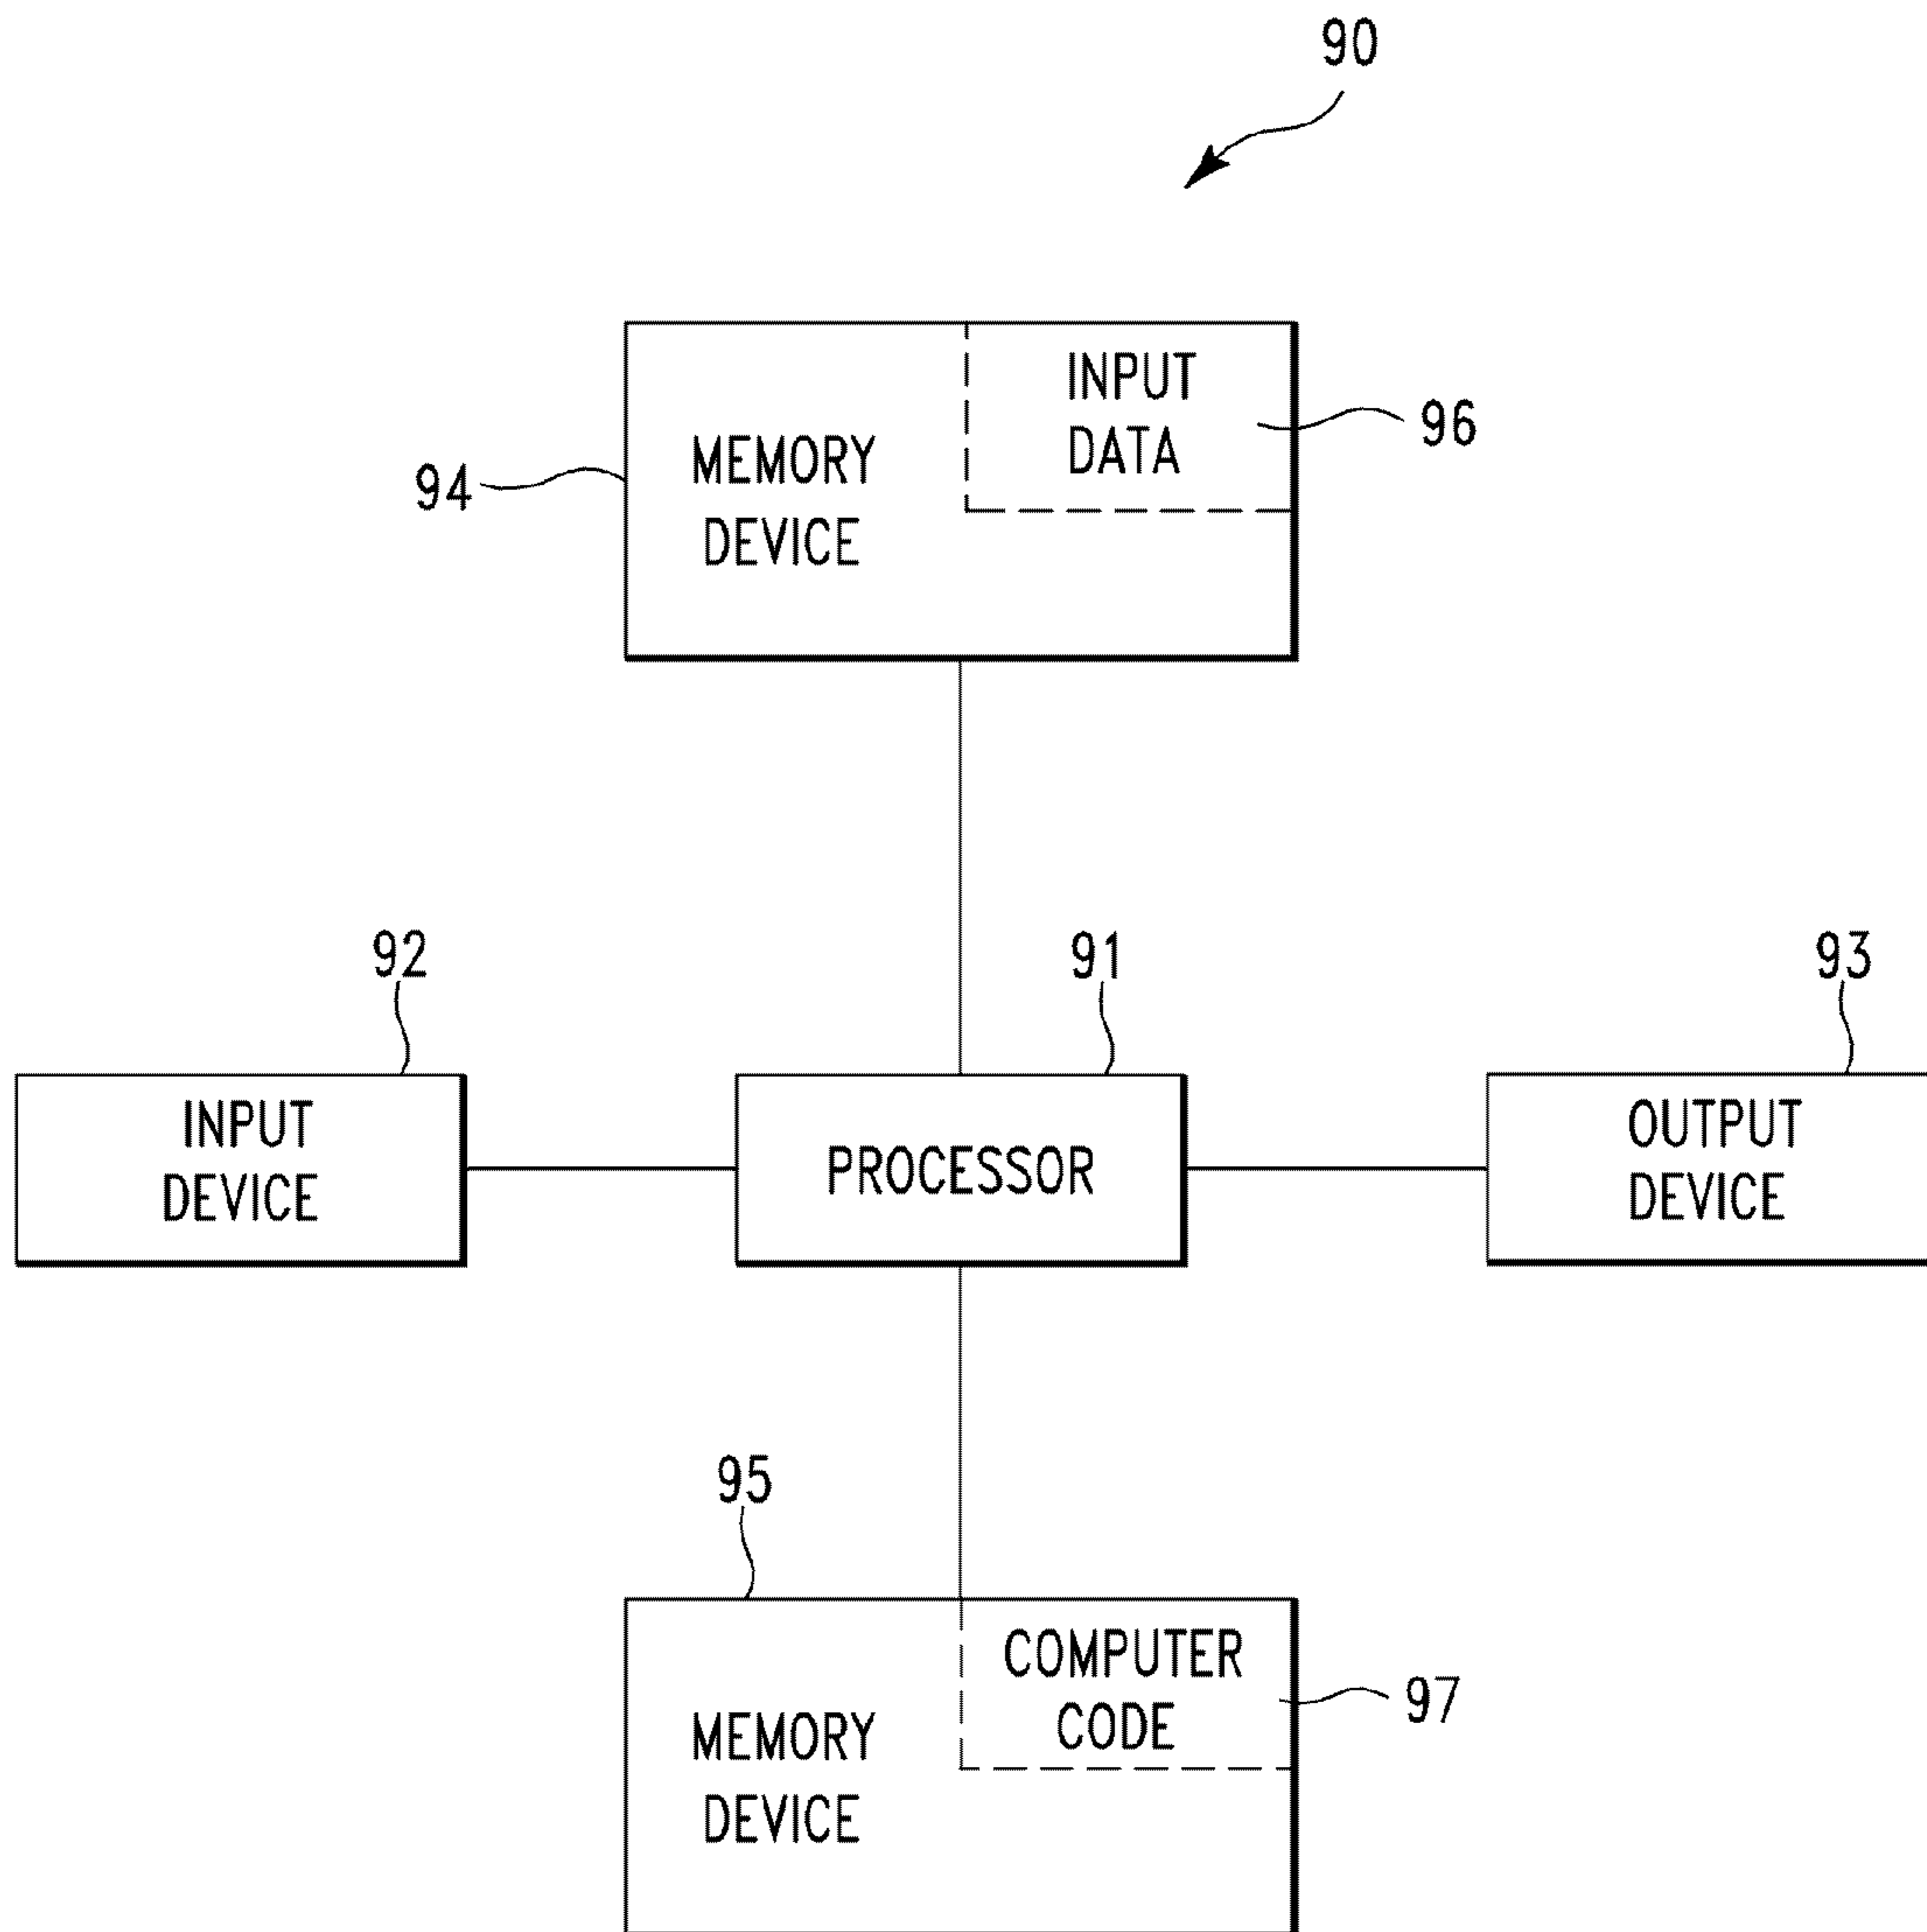 90
INPUT
DATA
96
MEMORY
DEVICE
94
92
91
93
INPUT
DEVICE
PROCESSOR
OUTPUT
DEVICE
95
COMPUTER
CODE
97
MEMORY
DEVICE